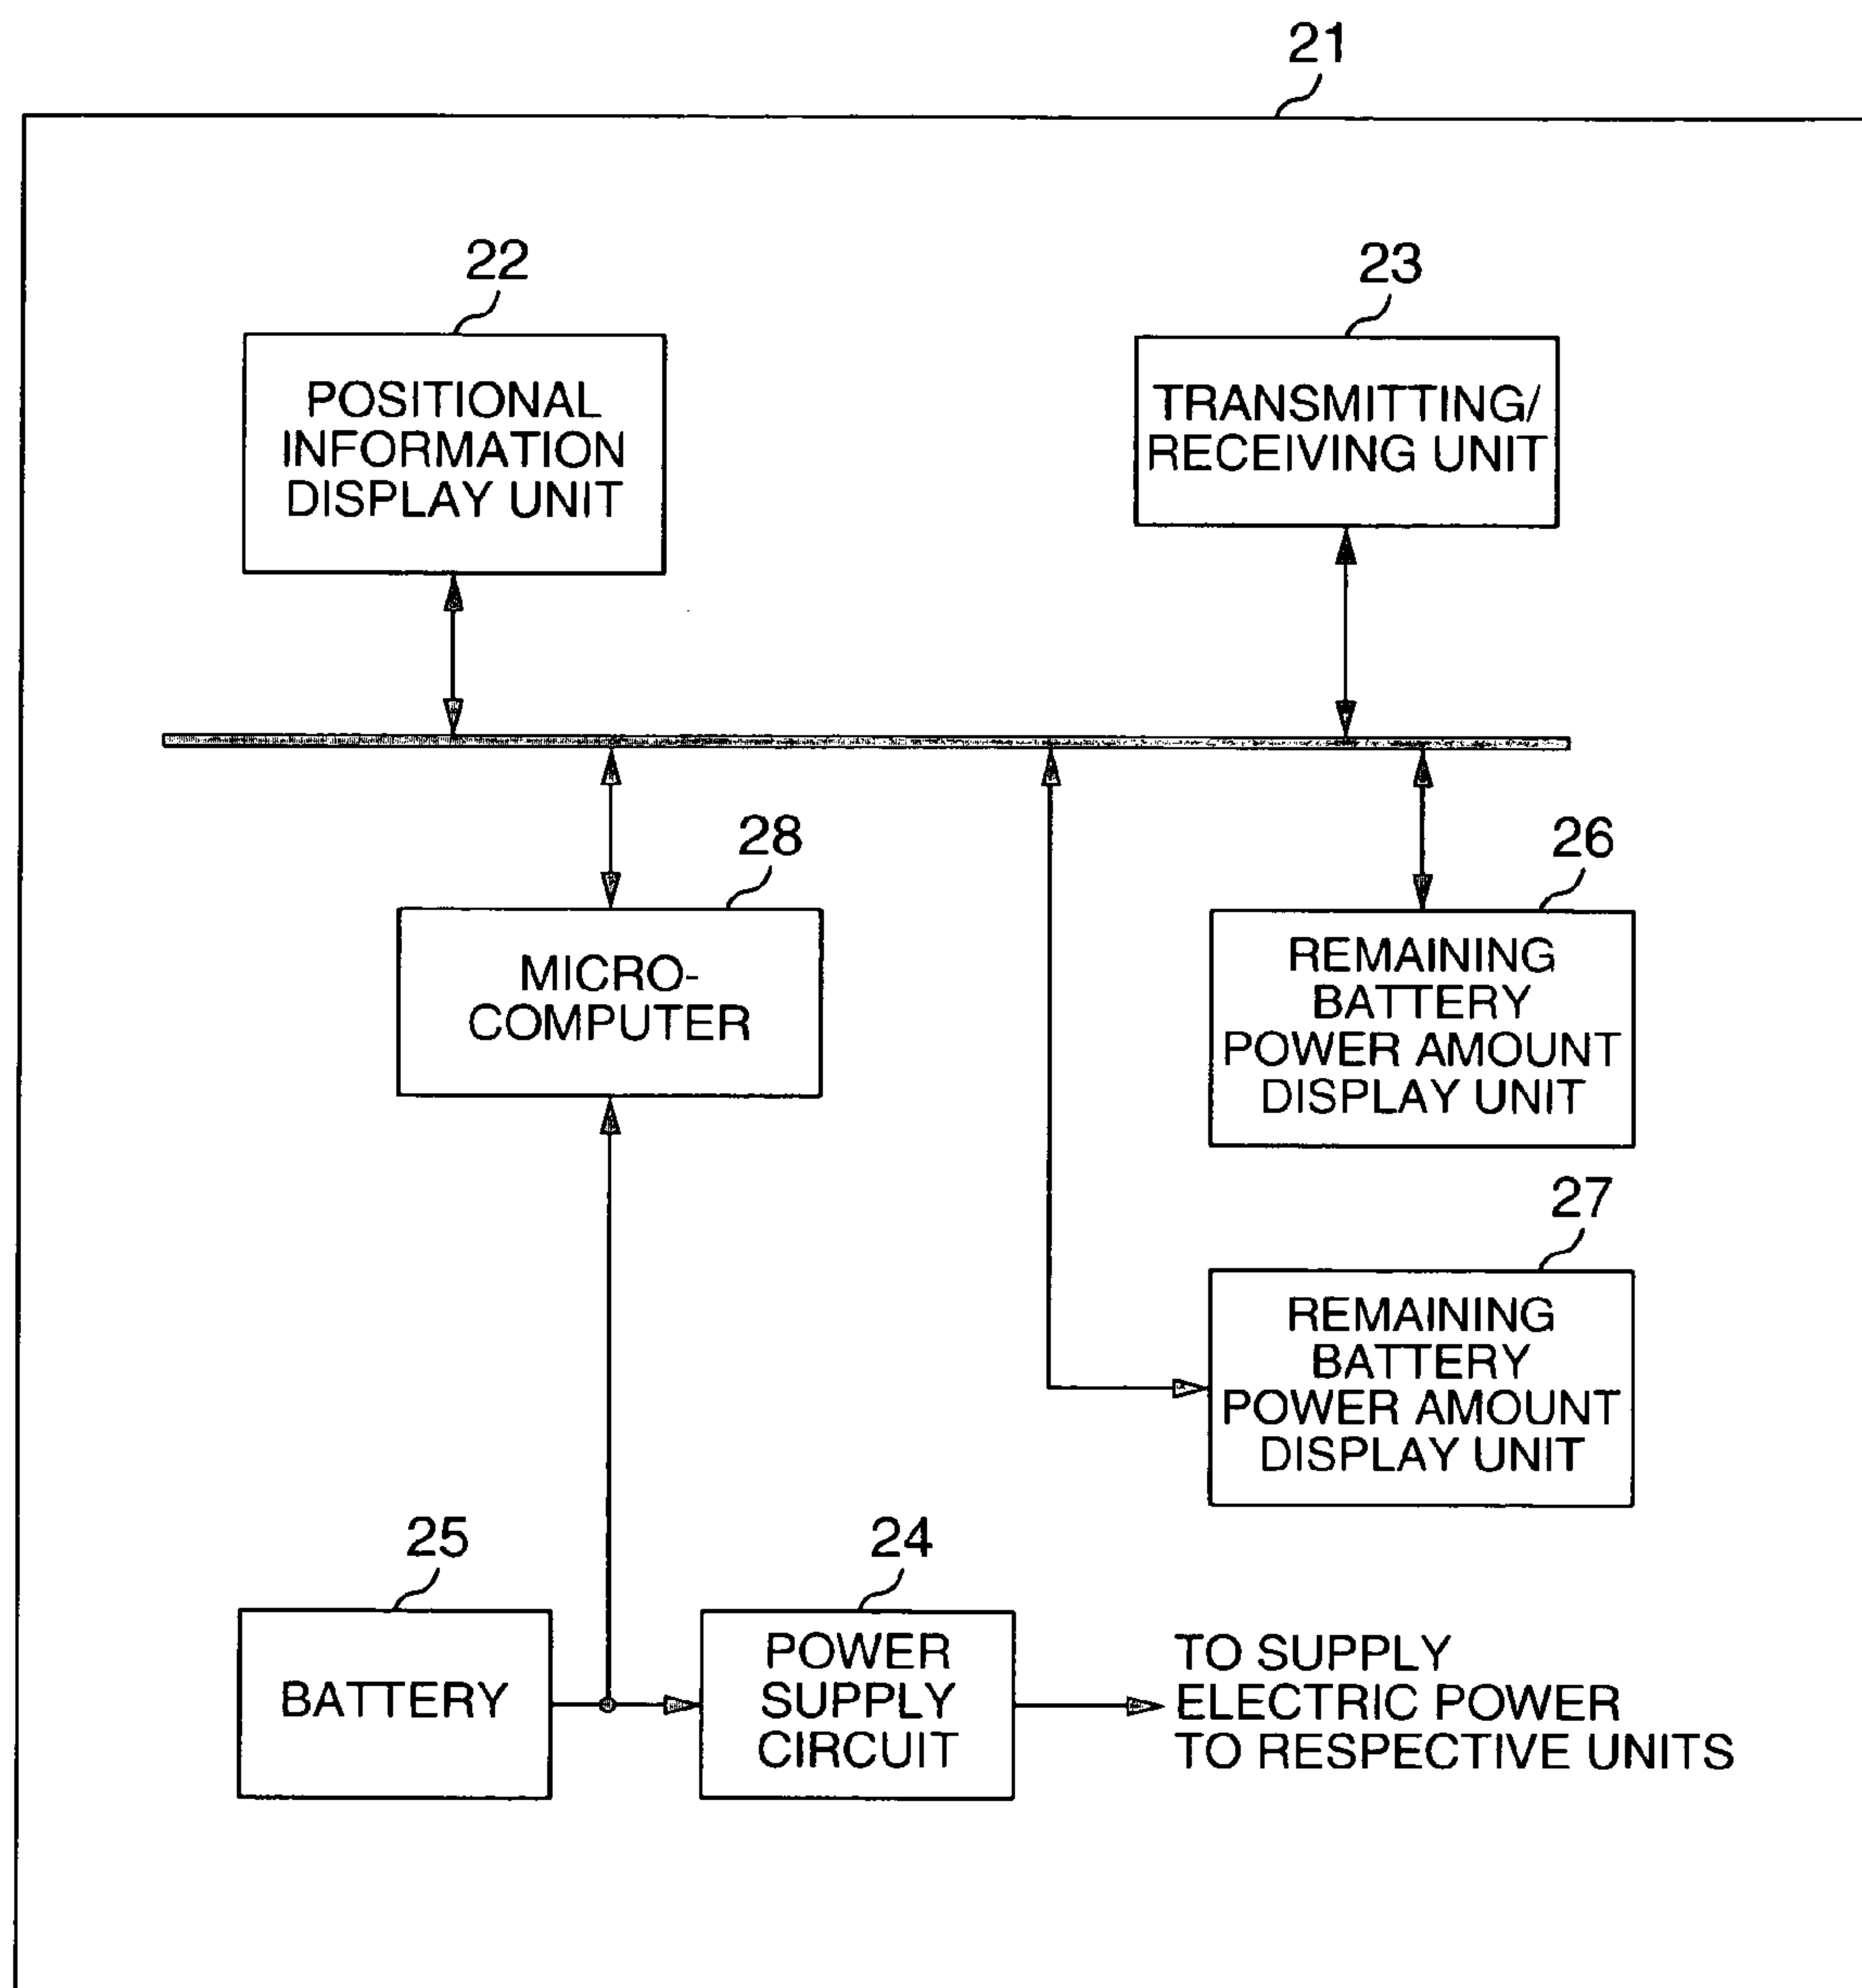 21
22
POSITIONAL
INFORMATION
DISPLAY UNIT
23
TRANSMITTING/
RECEIVING UNIT
28
MICRO-
COMPUTER
26
REMAINING
BATTERY
POWER AMOUNT
DISPLAY UNIT
27
REMAINING
BATTERY
POWER AMOUNT
DISPLAY UNIT
25
BATTERY
24
POWER
SUPPLY
CIRCUIT
TO SUPPLY
ELECTRIC POWER
TO RESPECTIVE UNITS